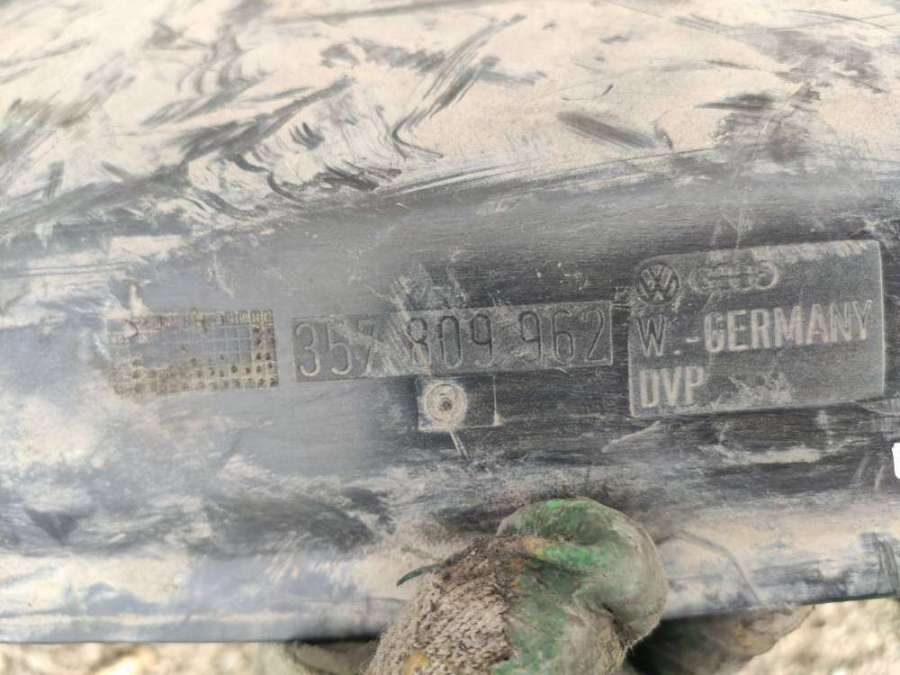 357 809 962
W.-GERMANY
DVP